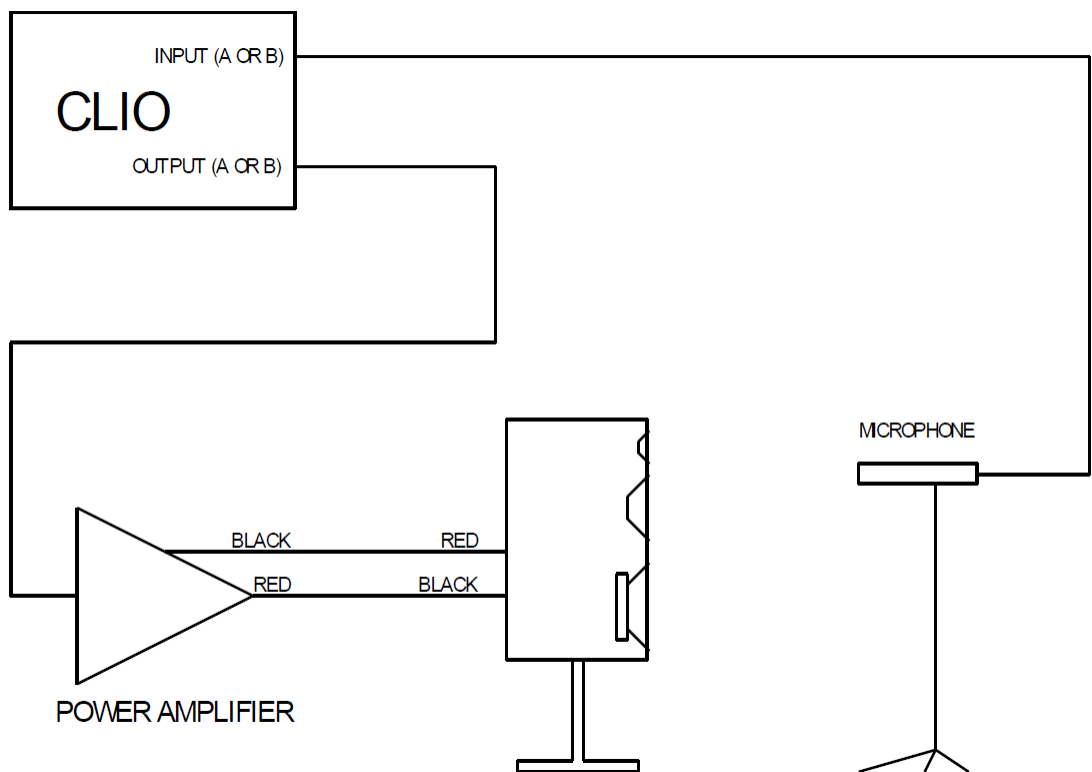 INPUT (A OR B)
CLIO
OUTPUT (A OR B)
MICROPHONE
BLACK RED
RED BLACK
POWER AMPLIFIER